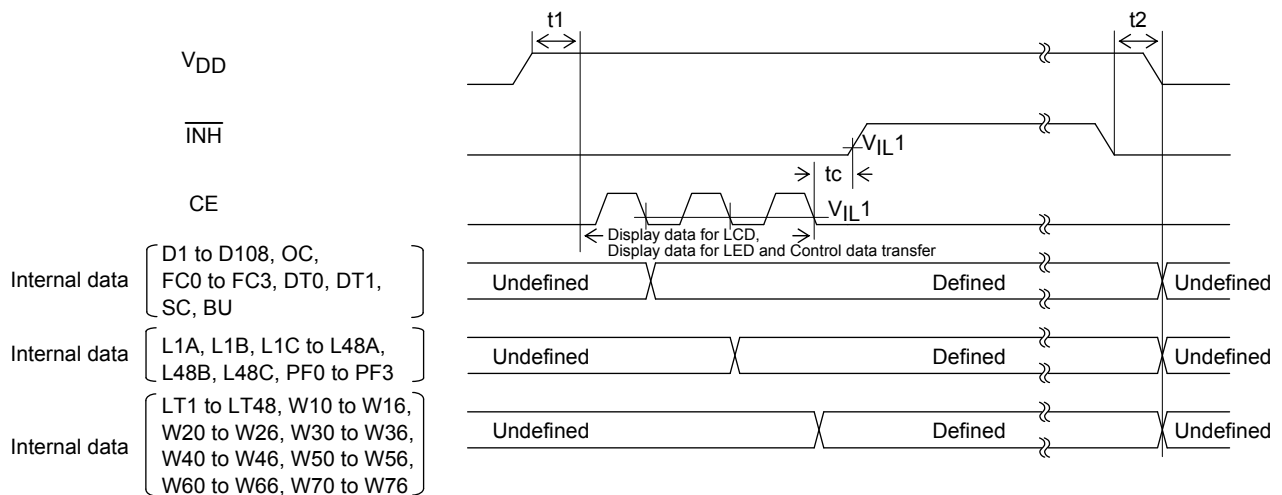 t1
t2
VDD
INH
VIL1
tc
CE
VIL1
Display data for LCD,
Display data for LED and Control data transfer
Internal data
D1 to D108, OC,
FC0 to FC3, DT0, DT1,
SC, BU
Undefined
Defined
Undefined
Internal data
L1A, L1B, L1C to L48A,
L48B, L48C, PF0 to PF3
Undefined
Defined
Undefined
Internal data
LT1 to LT48, W10 to W16,
W20 to W26, W30 to W36,
W40 to W46, W50 to W56,
W60 to W66, W70 to W76
Undefined
Defined
Undefined